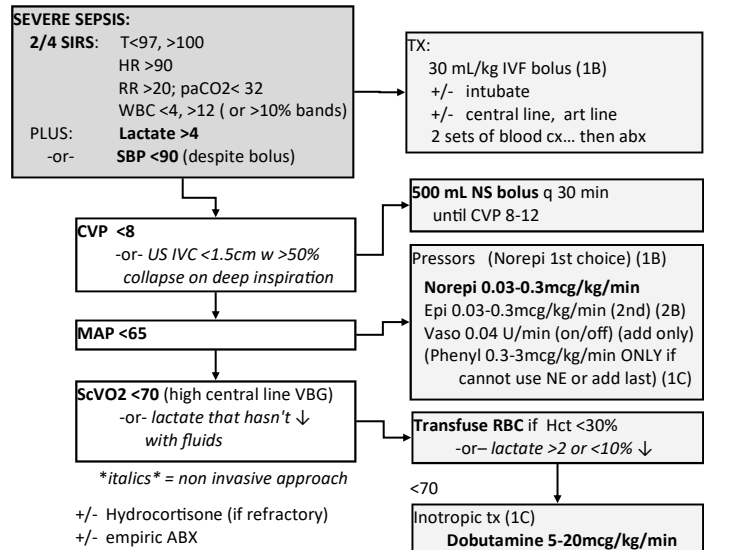 SEVERE SEPSIS:
2/4 SIRS: T<97, >100
HR >90
RR >20; paCO2< 32
WBC <4, >12 ( or >10% bands)
PLUS: Lactate >4
-or- SBP <90 (despite bolus)
TX:
30 mL/kg IVF bolus (1B)
+/- intubate
+/- central line, art line
2 sets of blood cx... then abx
CVP <8
-or- US IVC <1.5cm w >50%
collapse on deep inspiration
500 mL NS bolus q 30 min
until CVP 8-12
MAP <65
Pressors (Norepi 1st choice) (1B)
Norepi 0.03-0.3mcg/kg/min
Epi 0.03-0.3mcg/kg/min (2nd) (2B)
Vaso 0.04 U/min (on/off) (add only)
(Phenyl 0.3-3mcg/kg/min ONLY if
cannot use NE or add last) (1C)
ScVO2 <70 (high central line VBG)
-or- lactate that hasn't ↓
with fluids
Transfuse RBC if Hct <30%
-or– lactate >2 or <10% ↓
*italics* = non invasive approach
<70
+/- Hydrocortisone (if refractory)
+/- empiric ABX
Inotropic tx (1C)
Dobutamine 5-20mcg/kg/min